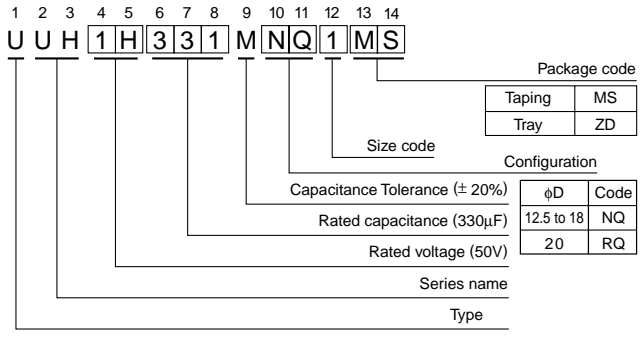 1 2 3 4 5 6 7 8 9 10 11 12 13 14
U U H 1 H 3 3 1 M N Q 1 M S
Package code
Taping MS
Tray ZD
Size code
Configuration
Capacitance Tolerance (± 20%)
ϕD Code
12.5 to 18 NQ
20 RQ
Rated capacitance (330µF)
Rated voltage (50V)
Series name
Type